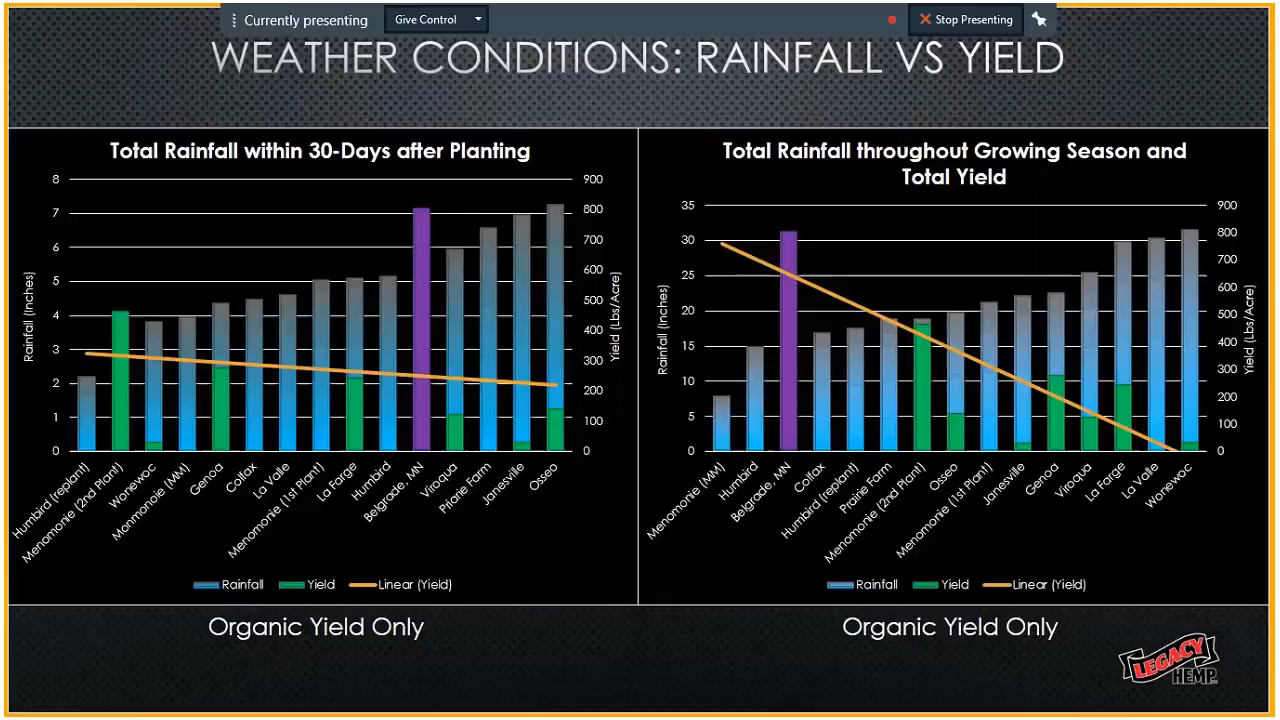 Currently presenting
Give Control
Stop Presenting
WEATHER CONDITIONS: RAINFALL VS YIELD
Total Rainfall within 30-Days after Planting
8
7
6
5
4
3
2
1
0
Rainfall (Inches)
900
800
700
600
500
400
300
200
100
0
Yield (Lbs/Acre)
Humbird (replant)
Menomonie (2nd Plant)
Wonewoc
Monmonoie (MM)
Genoa
Colfax
La Valle
Menomonie (1st Plant)
La Farge
Humbird
Belgrade, MN
Viroqua
Priarie Farm
Janesville
Osseo
Rainfall
Yield
Linear (Yield)
Organic Yield Only
Total Rainfall throughout Growing Season and
Total Yield
35
30
25
20
15
10
5
0
Rainfall (Inches)
900
800
700
600
500
400
300
200
100
0
Yield (Lbs/Acre)
Menomonie (MM)
Humbird
Belgrade, MN
Colfax
Humbird (replant)
Prairie Farm
Menomonie (2nd Plant)
Osseo
Menomonie (1st Plant)
Janesville
Genoa
Viroqua
La Farge
La Valle
Wonewoc
Rainfall
Yield
Linear (Yield)
Organic Yield Only
LEGACY
HEMP